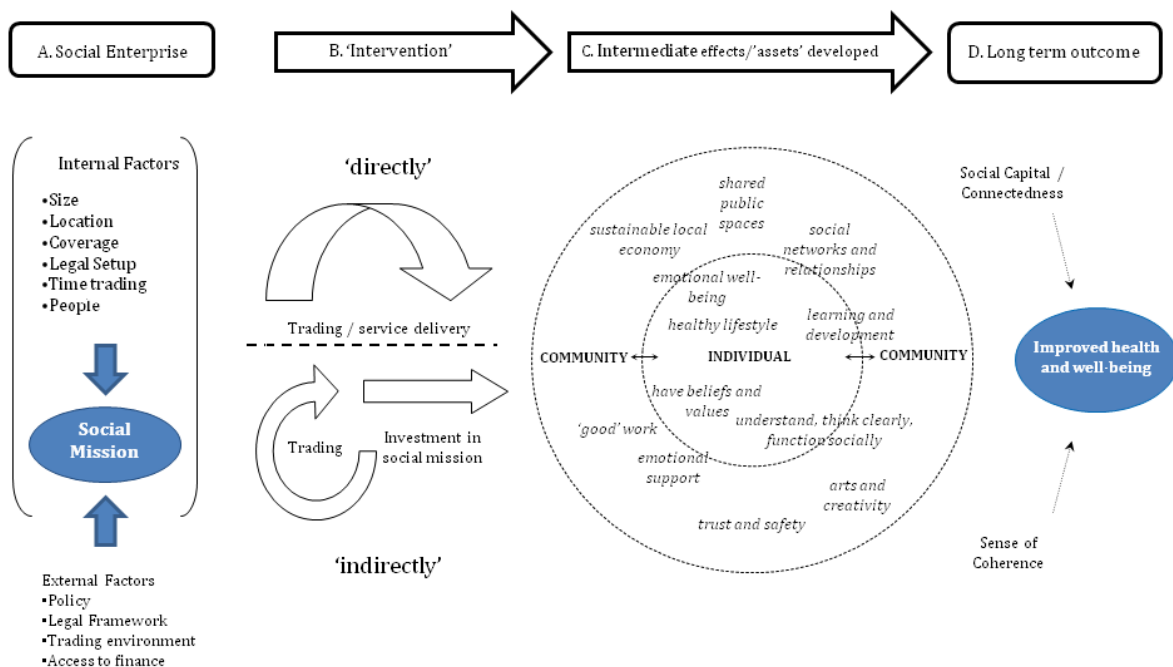 A. Social Enterprise
B. ‘Intervention’
C. Intermediate effects/’assets’ developed
D. Long term outcome
Internal Factors
•Size
•Location
•Coverage
•Legal Setup
•Time trading
•People
Social
Mission
External Factors
▪Policy
▪Legal Framework
▪Trading environment
▪Access to finance
‘directly’
Trading / service delivery
Trading
Investment in
social mission
‘indirectly’
shared
public
spaces
sustainable local
economy
social
networks and
relationships
emotional well-
being
healthy lifestyle
learning and
development
COMMUNITY
INDIVIDUAL
COMMUNITY
have beliefs and
values
‘good’ work
understand, think clearly,
function socially
emotional
support
arts and
creativity
trust and safety
Social Capital /
Connectedness
Improved health
and well-being
Sense of
Coherence